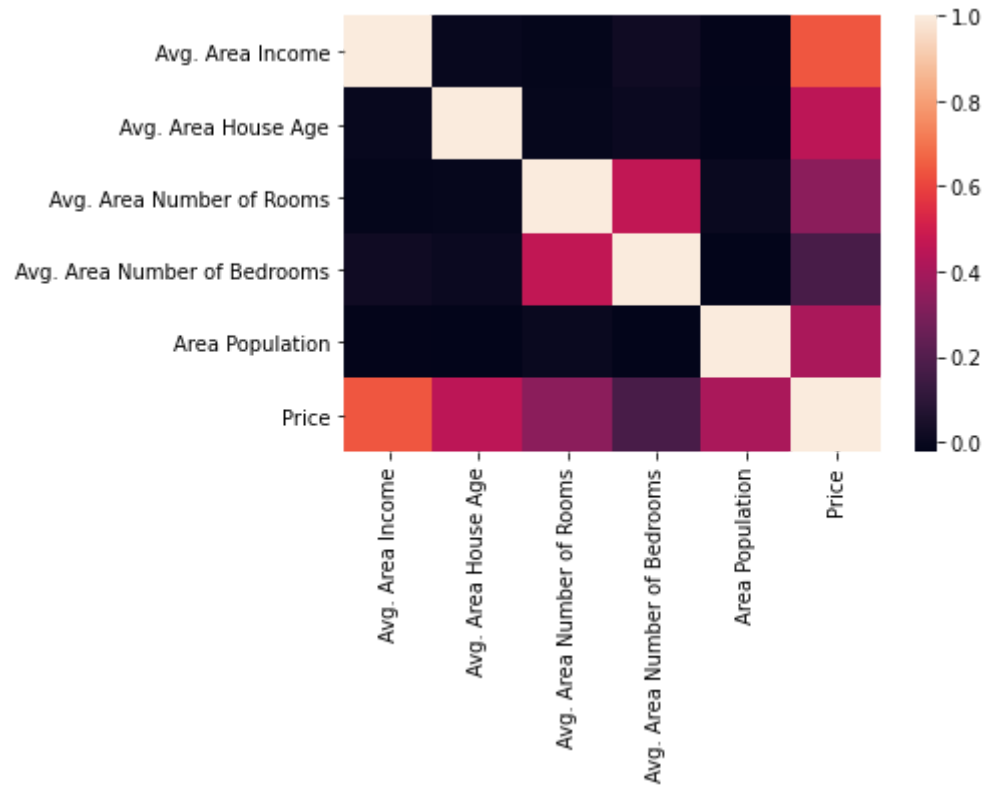 Avg. Area Income
Avg. Area House Age
Avg. Area Number of Rooms
Avg. Area Number of Bedrooms
Area Population
Price
Avg. Area Income
Avg. Area House Age
Avg. Area Number of Rooms
Avg. Area Number of Bedrooms
Area Population
Price
1.0
0.8
0.6
0.4
0.2
0.0